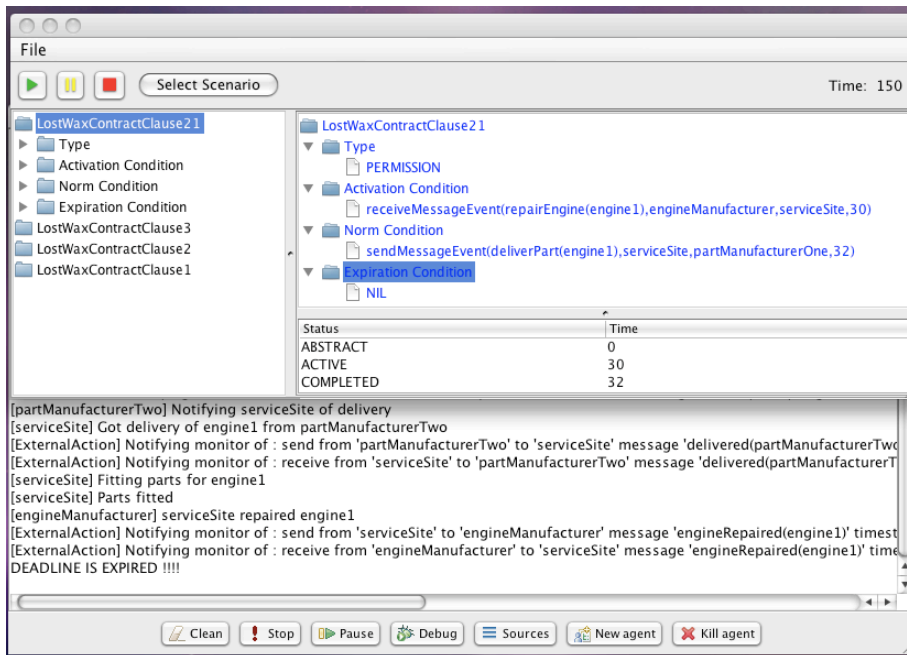 File
Select Scenario
Time: 150
LostWaxContractClause21
Type
Activation Condition
Norm Condition
Expiration Condition
LostWaxContractClause3
LostWaxContractClause2
LostWaxContractClause1
LostWaxContractClause21
Type
PERMISSION
Activation Condition
receiveMessageEvent(repairEngine(engine1),engineManufacturer,serviceSite,30)
Norm Condition
sendMessageEvent(deliverPart(engine1),serviceSite,partManufacturerOne,32)
Expiration Condition
NIL
Status Time
ABSTRACT 0
ACTIVE 30
COMPLETED 32
[partManufacturerTwo] Notifying serviceSite of delivery
[serviceSite] Got delivery of engine1 from partManufacturerTwo
[ExternalAction] Notifying monitor of : send from 'partManufacturerTwo' to 'serviceSite' message 'delivered(partManufacturerTwo
[ExternalAction] Notifying monitor of : receive from 'serviceSite' to 'partManufacturerTwo' message 'delivered(partManufacturerT
[serviceSite] Fitting parts for engine1
[serviceSite] Parts fitted
[engineManufacturer] serviceSite repaired engine1
[ExternalAction] Notifying monitor of : send from 'serviceSite' to 'engineManufacturer' message 'engineRepaired(engine1)' timest
[ExternalAction] Notifying monitor of : receive from 'engineManufacturer' to 'serviceSite' message 'engineRepaired(engine1)' time
DEADLINE IS EXPIRED !!!!
Clean Stop Pause Debug Sources New agent Kill agent